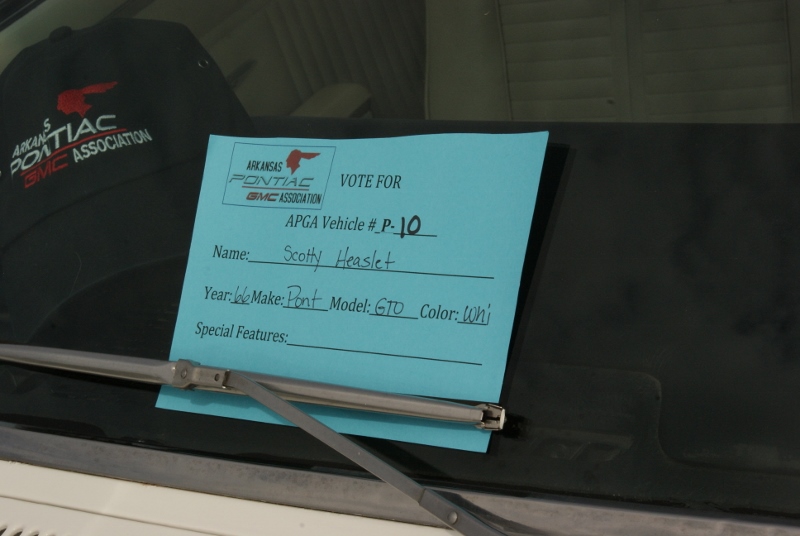 ARKANSAS
PONTIAC
GMC ASSOCIATION
ARKANSAS
PONTIAC
GMC ASSOCIATION
VOTE FOR
APGA Vehicle # P-10
Name: Scotty Heaslet
Year: 66 Make: Pont Model: GTO Color: Whi
Special Features: